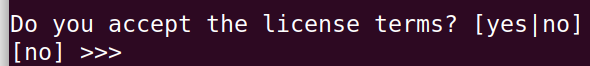 Do you accept the license terms? [yes|no]
[no] >>>